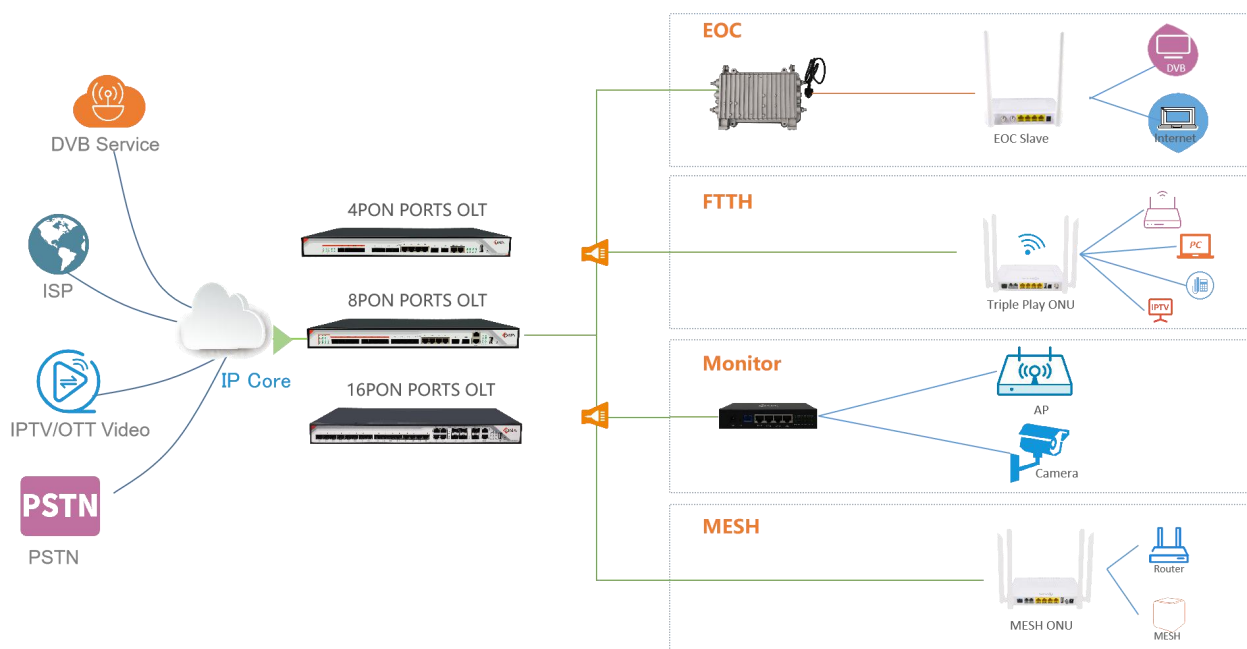 DVB Service
ISP
IPTV/OTT Video
PSTN
PSTN
IP Core
4PON PORTS OLT
8PON PORTS OLT
16PON PORTS OLT
EOC
EOC Slave
DVB
Internet
FTTH
Triple Play ONU
PC
IPTV
Monitor
AP
Camera
MESH
MESH ONU
Router
MESH